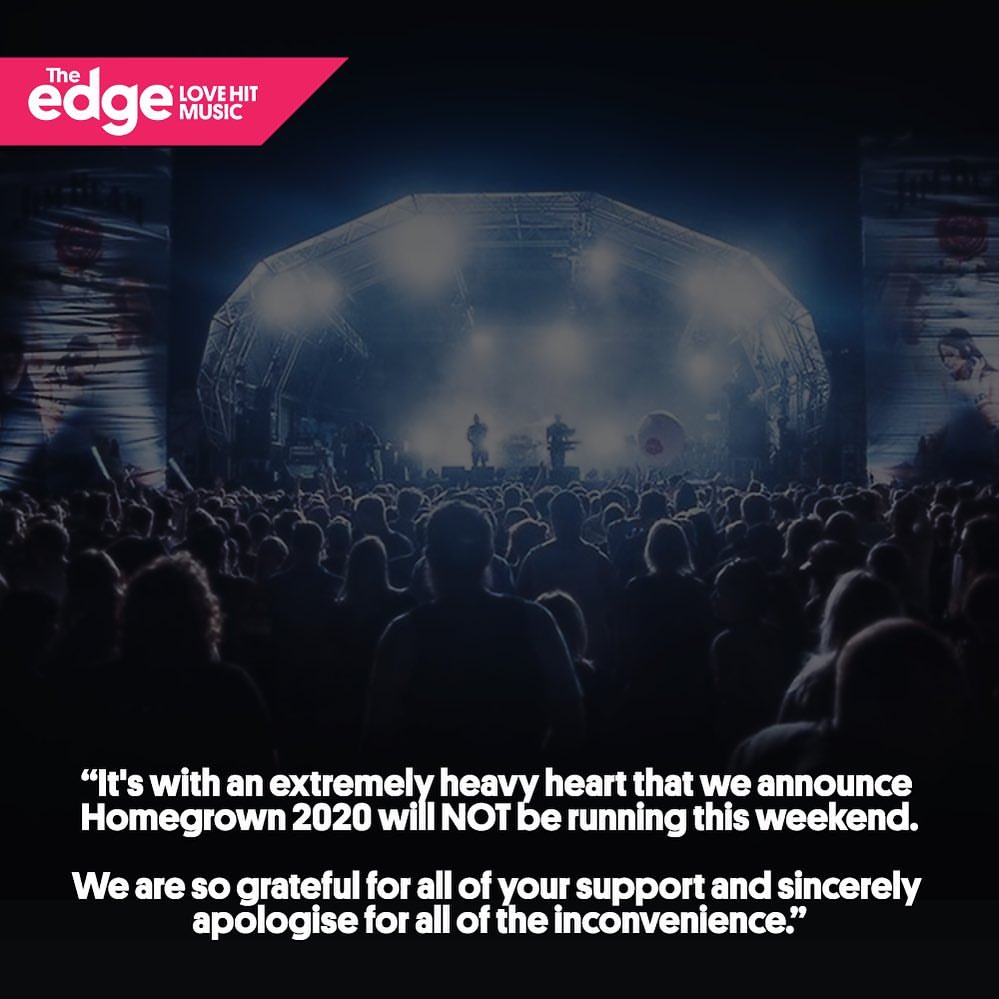 The
edge LOVE HIT
MUSIC
“It's with an extremely heavy heart that we announce
Homegrown 2020 will NOT be running this weekend.
We are so grateful for all of your support and sincerely
apologise for all of the inconvenience.”